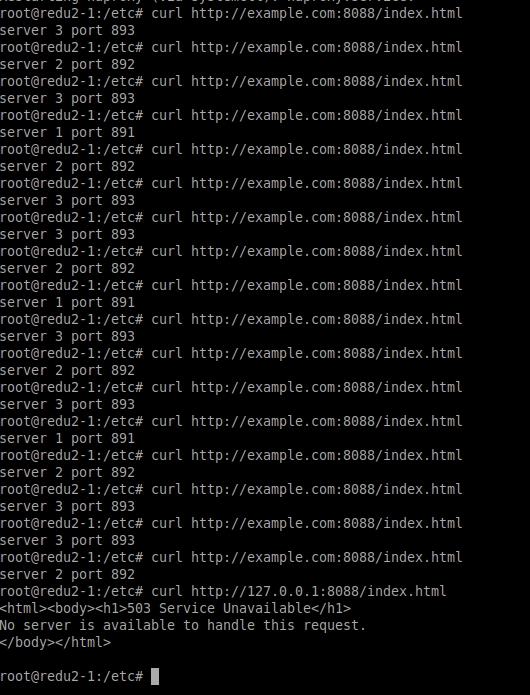 root@redu2-1:/etc# curl http://example.com:8088/index.html
server 3 port 893
root@redu2-1:/etc# curl http://example.com:8088/index.html
server 2 port 892
root@redu2-1:/etc# curl http://example.com:8088/index.html
server 3 port 893
root@redu2-1:/etc# curl http://example.com:8088/index.html
server 1 port 891
root@redu2-1:/etc# curl http://example.com:8088/index.html
server 2 port 892
root@redu2-1:/etc# curl http://example.com:8088/index.html
server 3 port 893
root@redu2-1:/etc# curl http://example.com:8088/index.html
server 3 port 893
root@redu2-1:/etc# curl http://example.com:8088/index.html
server 2 port 892
root@redu2-1:/etc# curl http://example.com:8088/index.html
server 1 port 891
root@redu2-1:/etc# curl http://example.com:8088/index.html
server 3 port 893
root@redu2-1:/etc# curl http://example.com:8088/index.html
server 2 port 892
root@redu2-1:/etc# curl http://example.com:8088/index.html
server 3 port 893
root@redu2-1:/etc# curl http://example.com:8088/index.html
server 1 port 891
root@redu2-1:/etc# curl http://example.com:8088/index.html
server 2 port 892
root@redu2-1:/etc# curl http://example.com:8088/index.html
server 3 port 893
root@redu2-1:/etc# curl http://example.com:8088/index.html
server 3 port 893
root@redu2-1:/etc# curl http://example.com:8088/index.html
server 2 port 892
root@redu2-1:/etc# curl http://127.0.0.1:8088/index.html
<html><body><h1>503 Service Unavailable</h1>
No server is available to handle this request.
</body></html>
root@redu2-1:/etc#